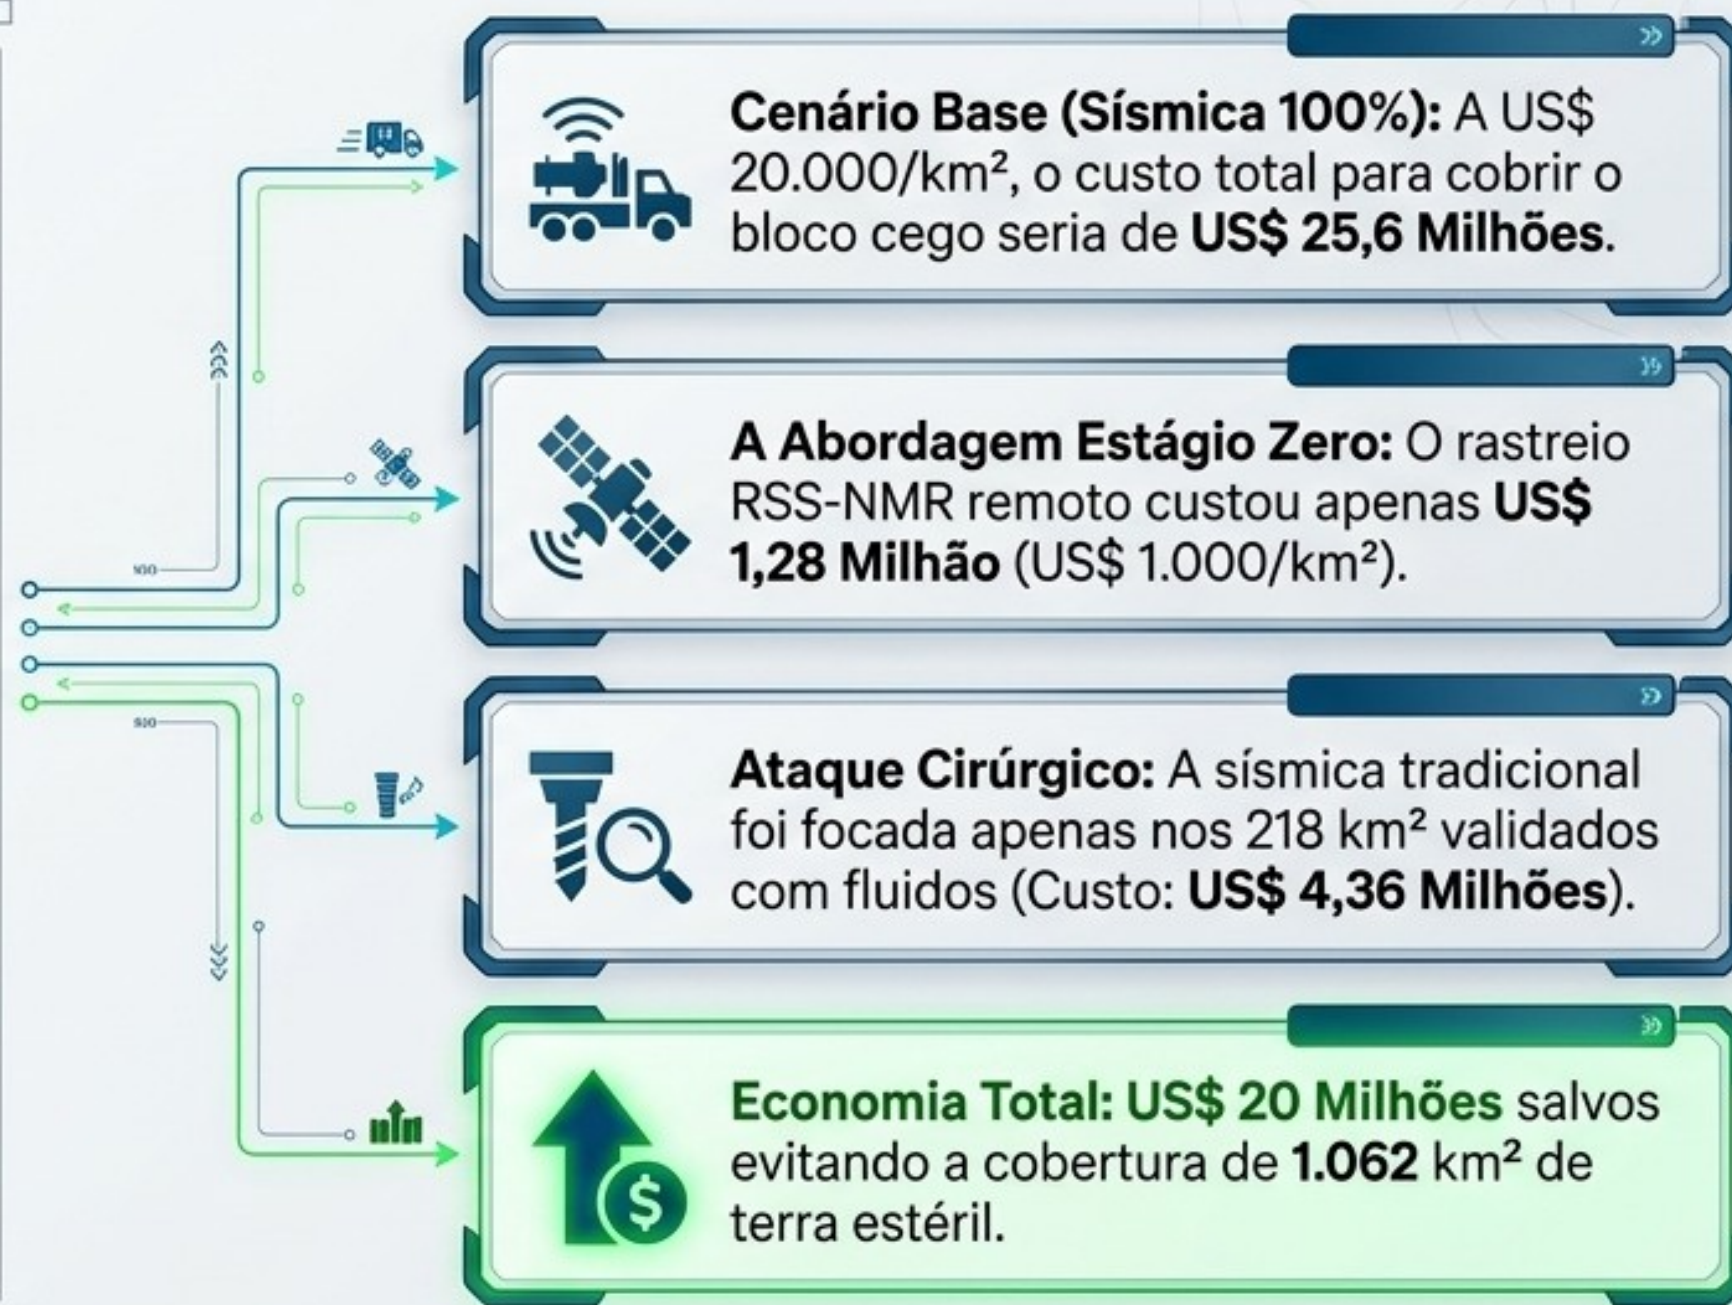 Cenário Base (Sísmica 100%): A US$
20.000/km², o custo total para cobrir o
bloco cego seria de US$ 25,6 Milhões.
A Abordagem Estágio Zero: O rastreio
RSS-NMR remoto custou apenas US$
1,28 Milhão (US$ 1.000/km²).
Ataque Cirúrgico: A sísmica tradicional
foi focada apenas nos 218 km² validados
com fluidos (Custo: US$ 4,36 Milhões).
Economia Total: US$ 20 Milhões salvos
evitando a cobertura de 1.062 km² de
terra estéril.